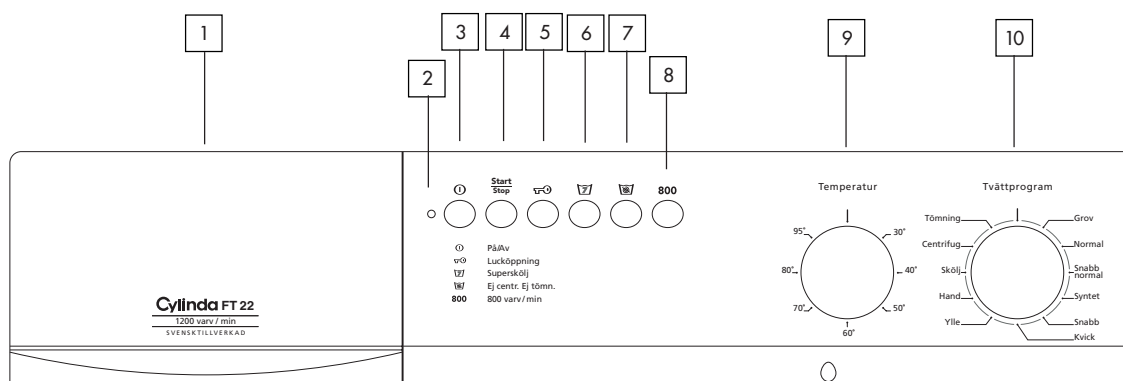 1
2
3
4
5
6
7
8
9
10
Start
Stop
800
På/Av
Lucköppning
Superskölj
Ej centr. Ej tömn.
800 800 varv/min
Cylinda FT 22
1200 varv / min
SVENSKTILLVERKAD
Temperatur
30°
40°
50°
60°
70°
80°
95°
Tvättprogram
Grov
Normal
Snabb
normal
Syntet
Snabb
Kvick
Ylle
Hand
Skölj
Centrifug
Tömning